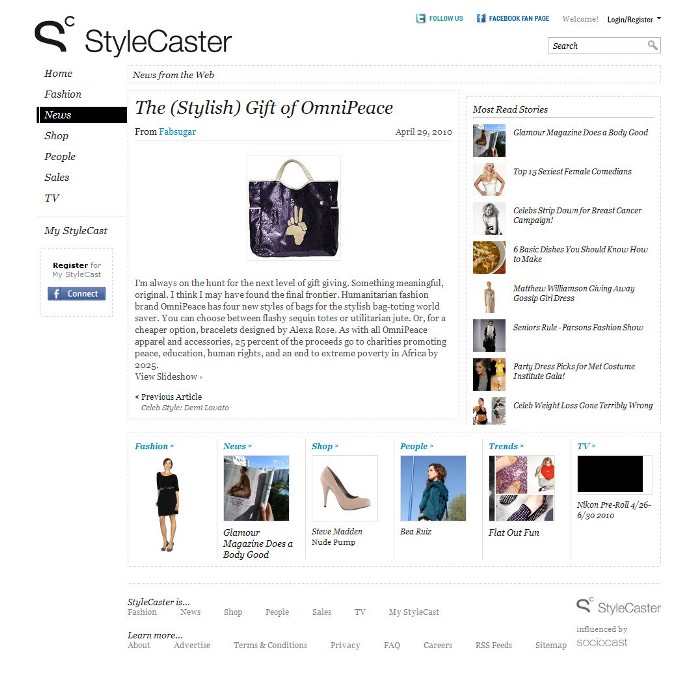 FOLLOW US
FACEBOOK FAN PAGE
Welcome!
Login/Register
StyleCaster
Search
Home
Fashion
News
Shop
People
Sales
TV
My StyleCast
Register for
My StyleCast
f Connect
News from the Web
The (Stylish) Gift of OmniPeace
From Fabsugar
April 29, 2010
I'm always on the hunt for the next level of gift giving. Something meaningful,
original. I think I may have found the final frontier. Humanitarian fashion
brand OmniPeace has four new styles of bags for the stylish bag-toting world
saver. You can choose between flashy sequin totes or utilitarian jute. Or, for a
cheaper option, bracelets designed by Alexa Rose. As with all OmniPeace
apparel and accessories, 25 percent of the proceeds go to charities promoting
peace, education, human rights, and an end to extreme poverty in Africa by
2025.
View Slideshow ›
« Previous Article
Celeb Style: Demi Lovato
Most Read Stories
Glamour Magazine Does a Body Good
Top 15 Sexiest Female Comedians
Celebs Strip Down for Breast Cancer
Campaign!
6 Basic Dishes You Should Know How
to Make
Matthew Williamson Giving Away
Gossip Girl Dress
Seniors Rule - Parsons Fashion Show
Party Dress Picks for Met Costume
Institute Gala!
Celeb Weight Loss Gone Terribly Wrong
Fashion »
News »
Glamour
Magazine Does a
Body Good
Shop »
Steve Madden
Nude Pump
People »
Bea Ruiz
Trends »
Flat Out Fun
TV »
Nikon Pre-Roll 4/26-
6/30 2010
StyleCaster is...
Fashion News Shop People Sales TV My StyleCast
Learn more...
About Advertise Terms & Conditions Privacy FAQ Careers RSS Feeds Sitemap
StyleCaster
influenced by
sociocast